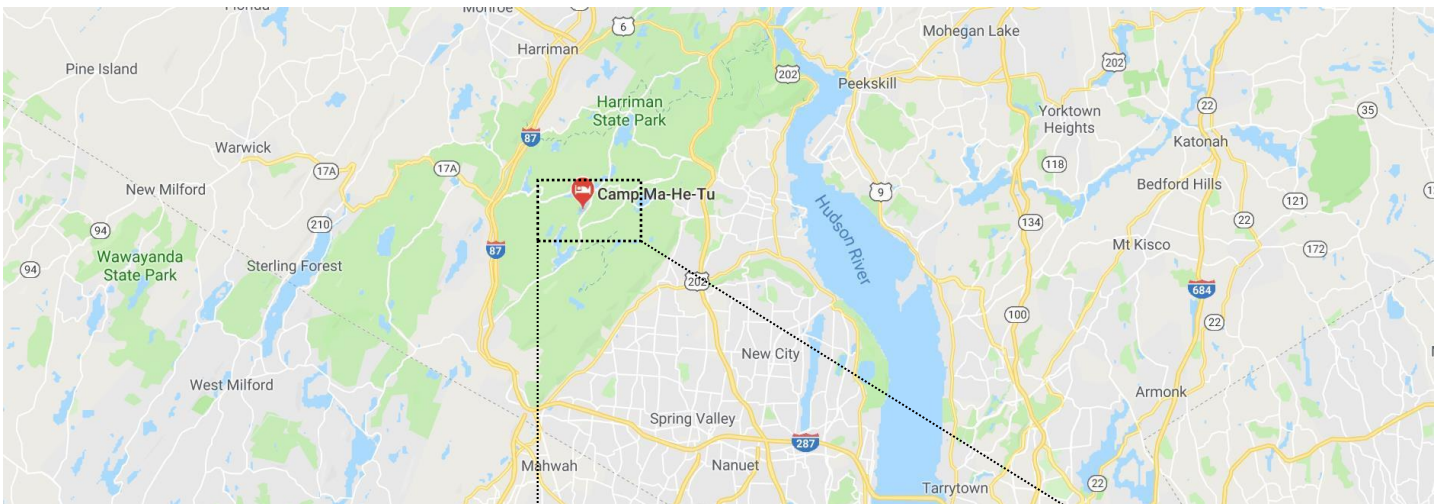 Monroe
6
Harriman
Mohegan Lake
Pine Island
202
202
Peekskill
Harriman
State Park
22
35
Yorktown
Heights
87
Warwick
17A
17A
118
Katonah
New Milford
Camp Ma-He-Tu
9
Bedford Hills
121
94
210
Hudson River
134
22
Wawayanda
State Park
87
Mt Kisco
172
94
Sterling Forest
202
684
100
22
New City
West Milford
Armonk
Spring Valley
287
Mahwah
Nanuet
22
Tarrytown